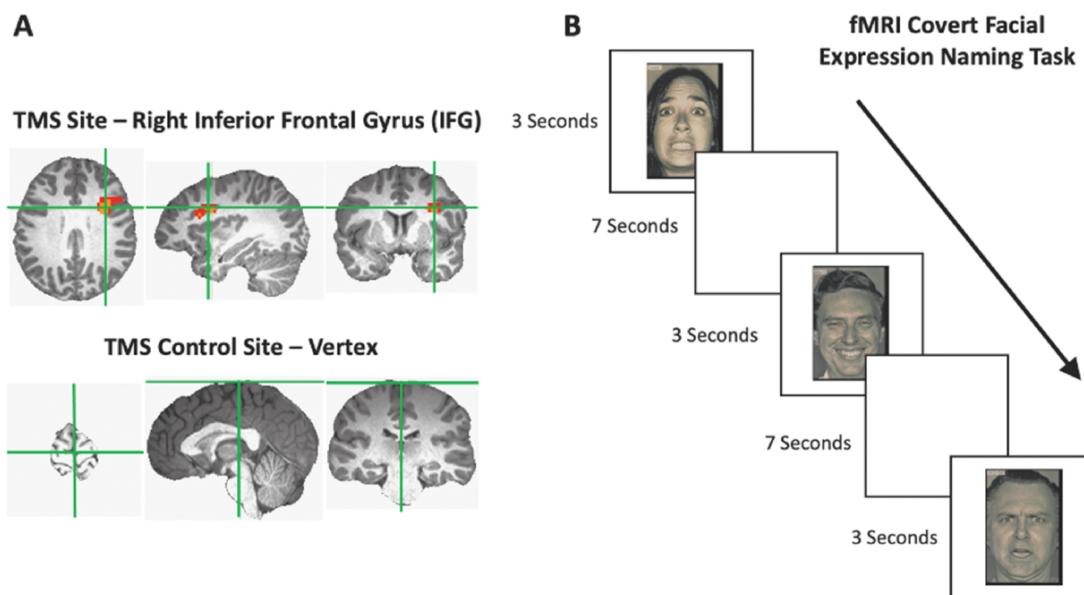 A
TMS Site – Right Inferior Frontal Gyrus (IFG)
TMS Control Site – Vertex
B
fMRI Covert Facial
Expression Naming Task
3 Seconds
7 Seconds
3 Seconds
7 Seconds
3 Seconds